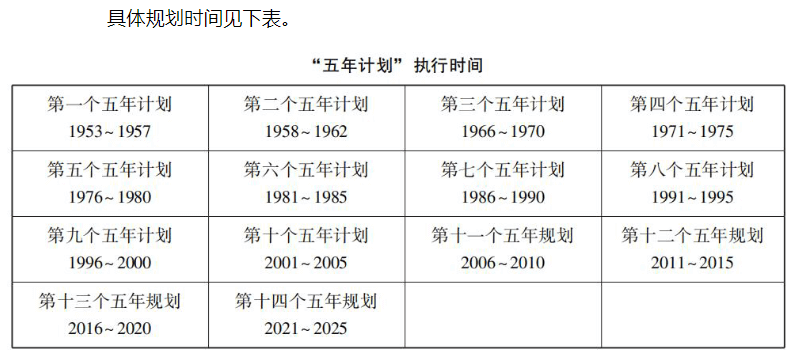 具体规划时间见下表。
“五年计划”执行时间
第一个五年计划 第二个五年计划 第三个五年计划 第四个五年计划
1953~1957 1958~1962 1966~1970 1971~1975
第五个五年计划 第六个五年计划 第七个五年计划 第八个五年计划
1976~1980 1981~1985 1986~1990 1991~1995
第九个五年计划 第十个五年计划 第十一个五年规划 第十二个五年规划
1996~2000 2001~2005 2006~2010 2011~2015
第十三个五年规划 第十四个五年规划
2016~2020 2021~2025